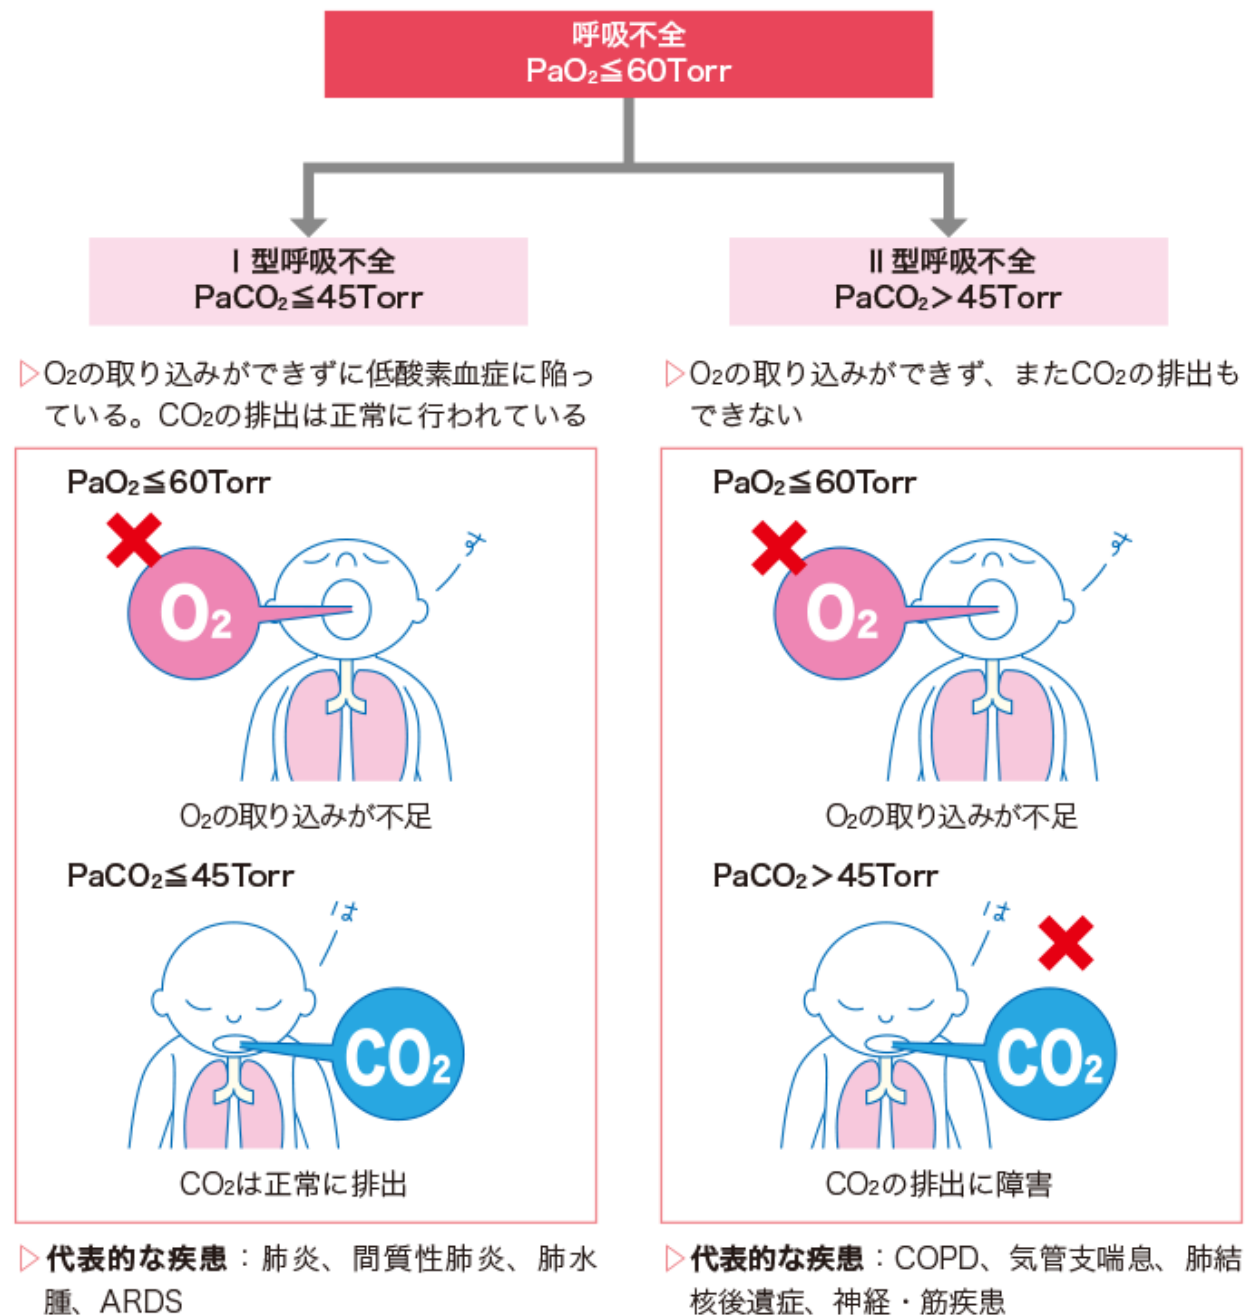 呼吸不全
PaO₂≦60Torr
Ⅰ型呼吸不全
PaCO₂≦45Torr
▷O₂の取り込みができずに低酸素血症に陥っ
ている。CO₂の排出は正常に行われている
PaO₂≦60Torr
す
O₂
O₂の取り込みが不足
PaCO₂≦45Torr
は
CO₂
CO₂は正常に排出
▷代表的な疾患：肺炎、間質性肺炎、肺水
腫、ARDS
Ⅱ型呼吸不全
PaCO₂＞45Torr
▷O₂の取り込みができず、またCO₂の排出も
できない
PaO₂≦60Torr
す
O₂
O₂の取り込みが不足
PaCO₂＞45Torr
は
CO₂
CO₂の排出に障害
▷代表的な疾患：COPD、気管支喘息、肺結
核後遺症、神経・筋疾患